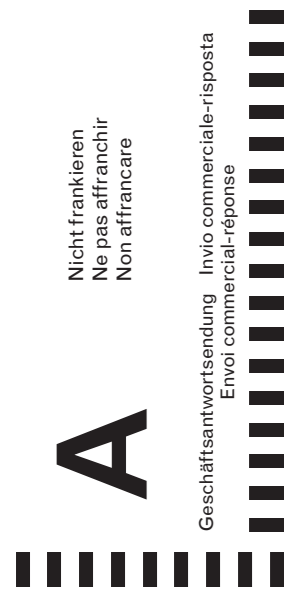 A
Nicht frankieren
Ne pas affranchir
Non affrancare
Geschäftsantwortsendung Invio commerciale-risposta
Envoi commercial-réponse